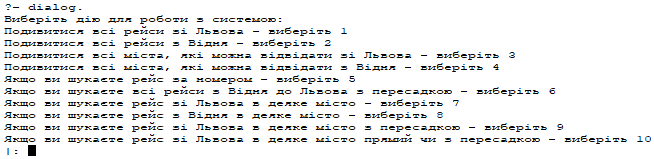 ?- dialog.
Виберіть дію для роботи в системою:
Подивитися всі рейси зі Львова - виберіть 1
Подивитися всі рейси в Відня - виберіть 2
Подивитися всі міста, які можна відвідати зі Львова - виберіть 3
Подивитися всі міста, які можна відвідати в Відня - виберіть 4
Якщо ви шукаєте рейс за номером - виберіть 5
Якщо ви шукаєте всі рейси в Відня до Львова в пересадкою - виберіть 6
Якщо ви шукаєте рейс зі Львова в деяке місто - виберіть 7
Якщо ви шукаєте рейс в Відня в деяке місто - виберіть 8
Якщо ви шукаєте рейс зі Львова в деяке місто в пересадкою - виберіть 9
Якщо ви шукаєте рейс зі Львова в деяке місто прямий чи в пересадкою - виберіть 10
|: